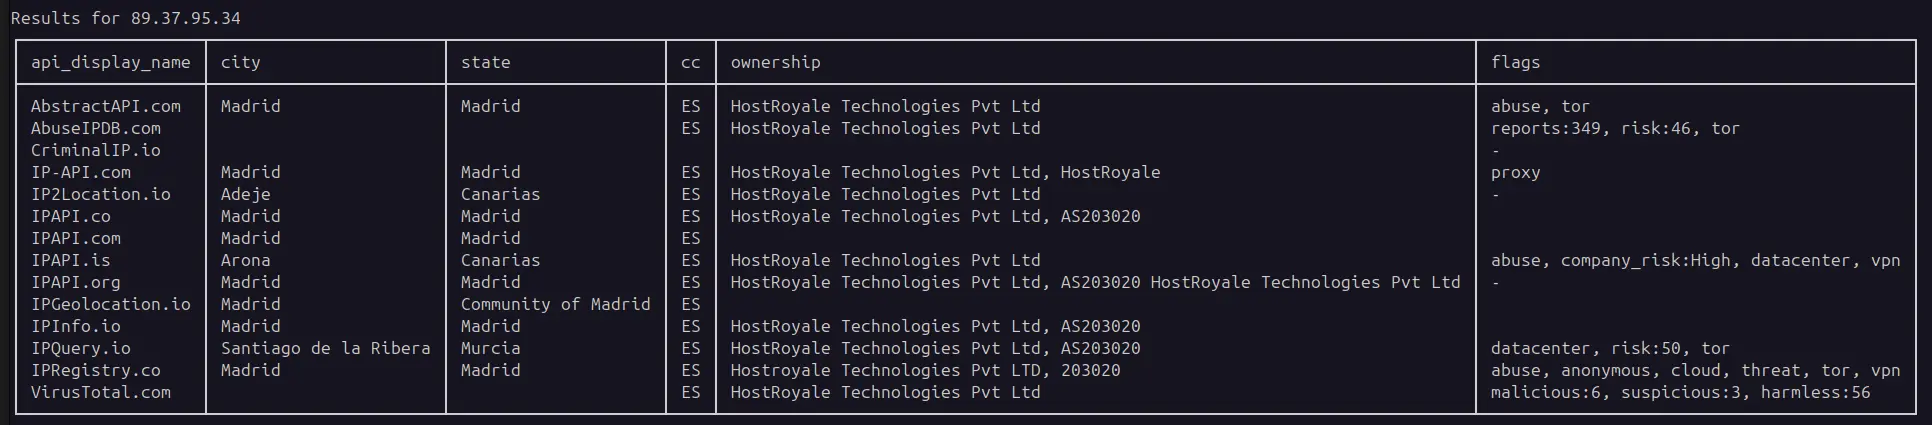 Results for 89.37.95.34
api_display_name city state cc ownership flags
AbstractAPI.com Madrid Madrid ES HostRoyale Technologies Pvt Ltd abuse, tor
AbuseIPDB.com ES HostRoyale Technologies Pvt Ltd reports:349, risk:46, tor
CriminalIP.io -
IP-API.com Madrid Madrid ES HostRoyale Technologies Pvt Ltd, HostRoyale proxy
IP2Location.io Adeje Canarias ES HostRoyale Technologies Pvt Ltd -
IPAPI.co Madrid Madrid ES HostRoyale Technologies Pvt Ltd, AS203020
IPAPI.com Madrid Madrid ES
IPAPI.is Arona Canarias ES HostRoyale Technologies Pvt Ltd abuse, company_risk:High, datacenter, vpn
IPAPI.org Madrid Madrid ES HostRoyale Technologies Pvt Ltd, AS203020 HostRoyale Technologies Pvt Ltd -
IPGeolocation.io Madrid Community of Madrid ES
IPInfo.io Madrid Madrid ES HostRoyale Technologies Pvt Ltd, AS203020
IPQuery.io Santiago de la Ribera Murcia ES HostRoyale Technologies Pvt Ltd, AS203020 datacenter, risk:50, tor
IPRegistry.co Madrid Madrid ES Hostroyale Technologies Pvt LTD, 203020 abuse, anonymous, cloud, threat, tor, vpn
VirusTotal.com ES HostRoyale Technologies Pvt Ltd malicious:6, suspicious:3, harmless:56